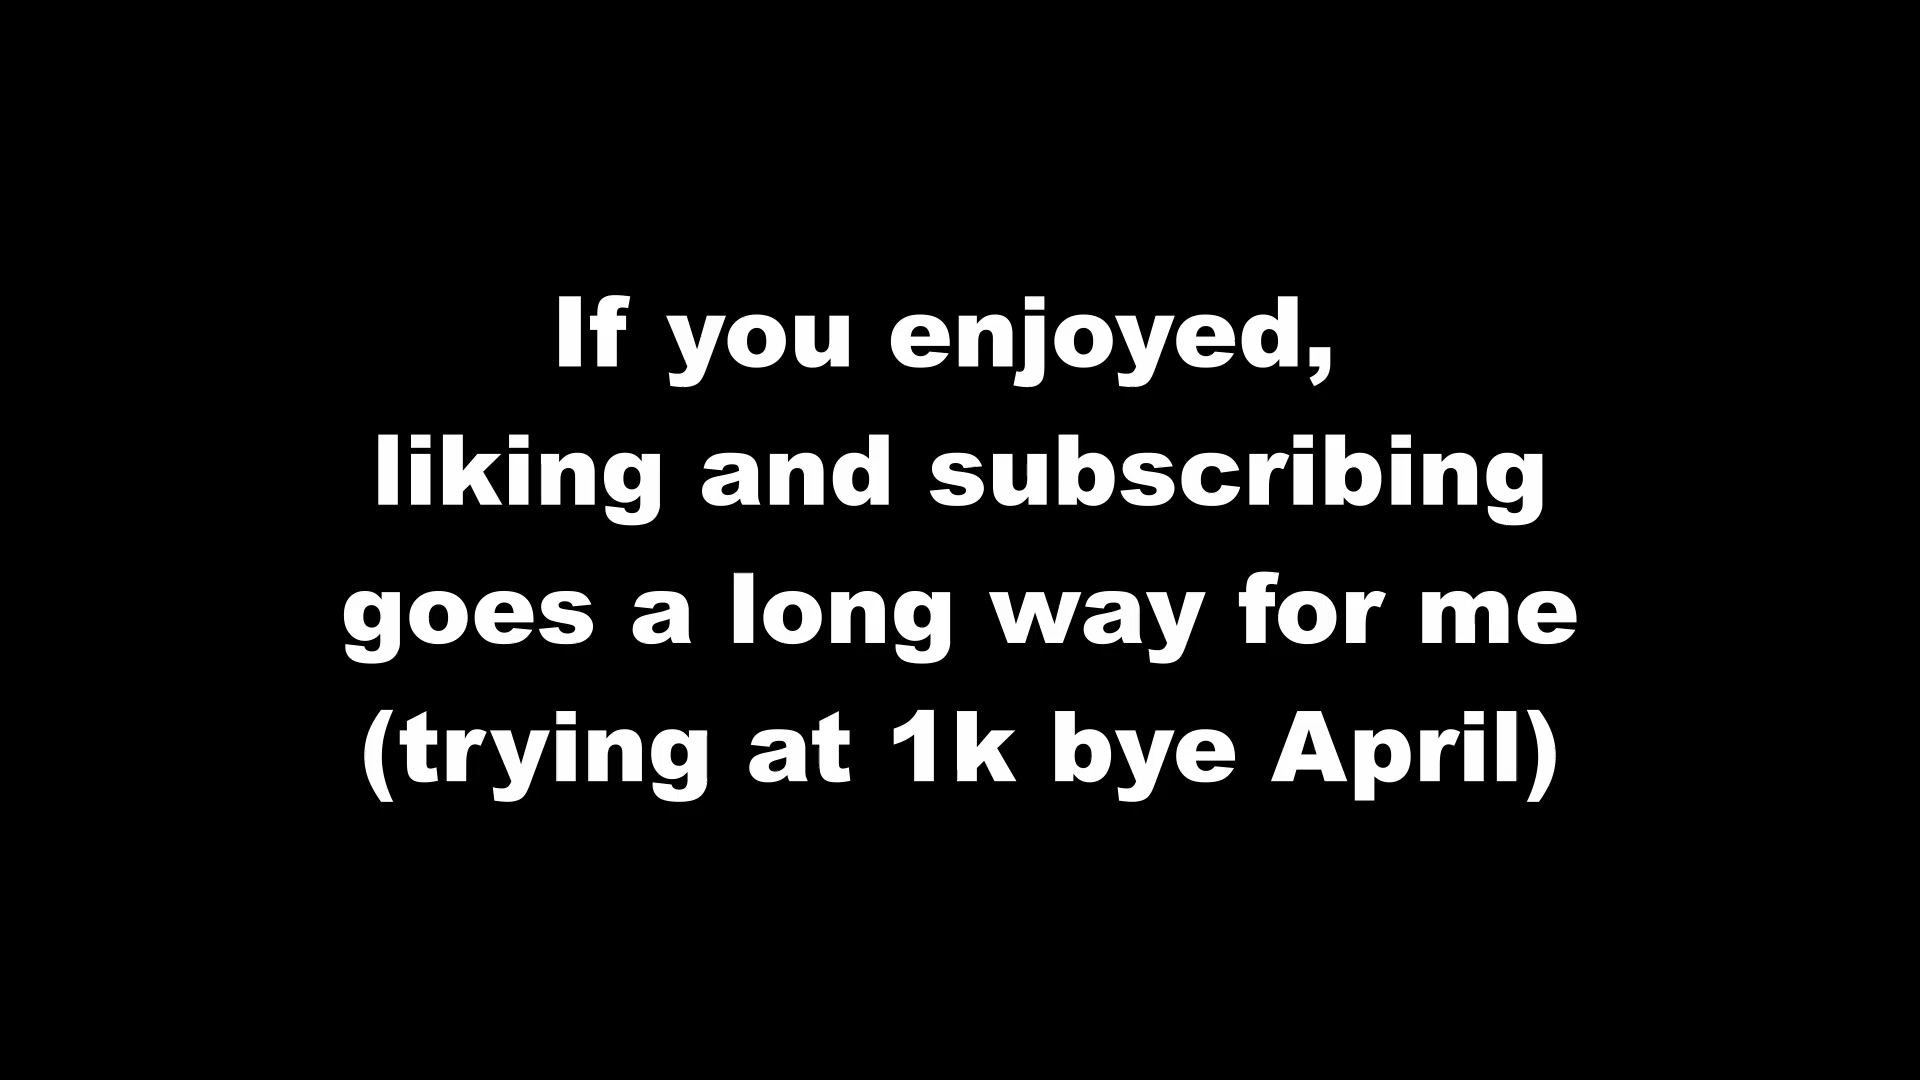 If you enjoyed,
liking and subscribing
goes a long way for me
(trying at 1k bye April)